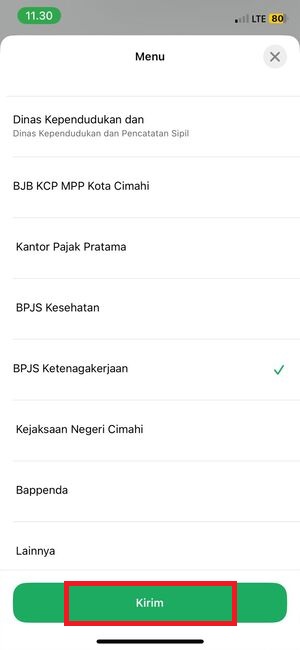 11.30
LTE 80
Menu
Dinas Kependudukan dan
Dinas Kependudukan dan Pencatatan Sipil
BJB KCP MPP Kota Cimahi
Kantor Pajak Pratama
BPJS Kesehatan
BPJS Ketenagakerjaan
Kejaksaan Negeri Cimahi
Bappenda
Lainnya
Kirim